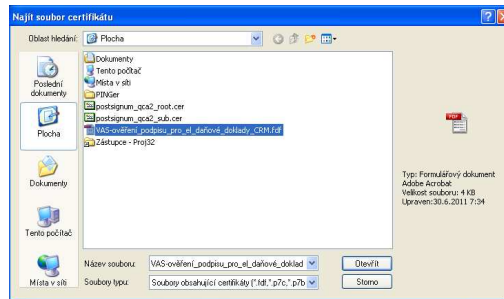 Najít soubor certifikátu
Oblast hledání:
Plocha
Poslední
dokumenty
Plocha
Dokumenty
Tento počítač
Místa v síti
Dokumenty
Tento počítač
Místa v síti
PINGer
postsignum_qca2_root.cer
postsignum_qca2_sub.cer
VAS-ověření_podpisu_pro_el_daňové_doklady_CRM.fdf
Zástupce - Proj32
Typ: Formulářový dokument
Adobe Acrobat
Velikost souboru: 4 KB
Upraven:30.6.2011 7:34
Název souboru:
VAS-ověření_podpisu_pro_el_daňové_doklad
Otevřít
Soubory typu:
Soubory obsahující certifikáty (*.fdf,*.p7c,*.p7b
Storno